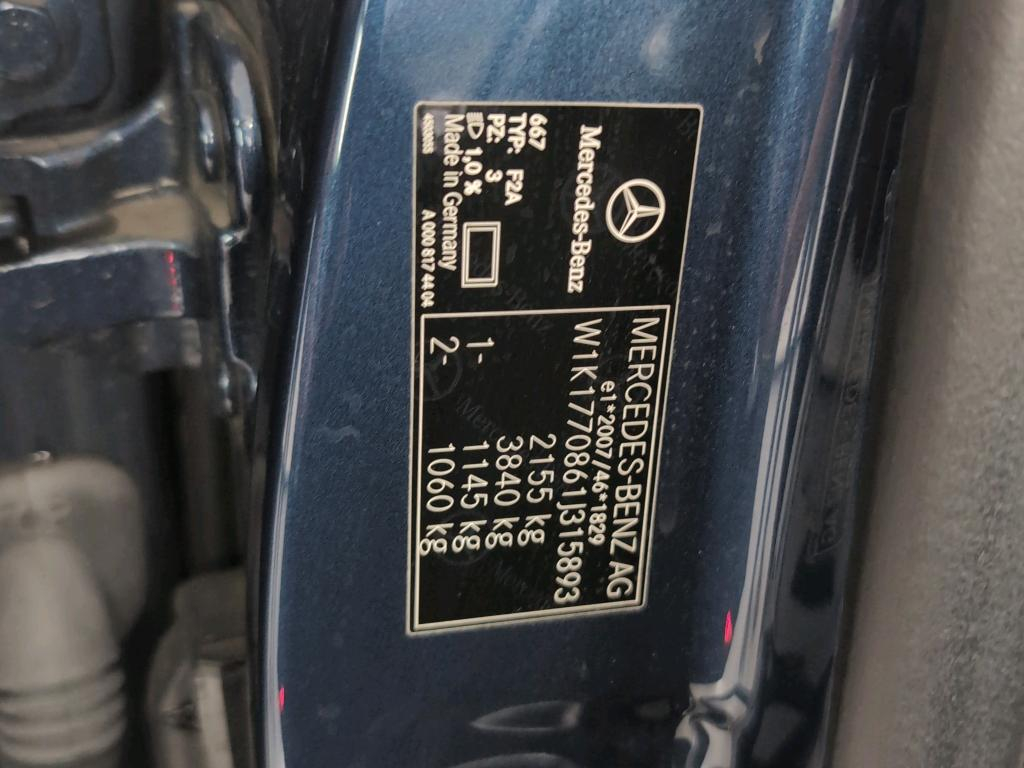 Mercedes-Benz
667
TYP: F2A
PZ: 3
1,0 %
Made in Germany
A 000 817 44 04
MERCEDES-BENZ AG
e1*2007/46*1829
W1K1770861J315893
2155 kg
3840 kg
1- 1145 kg
2- 1060 kg